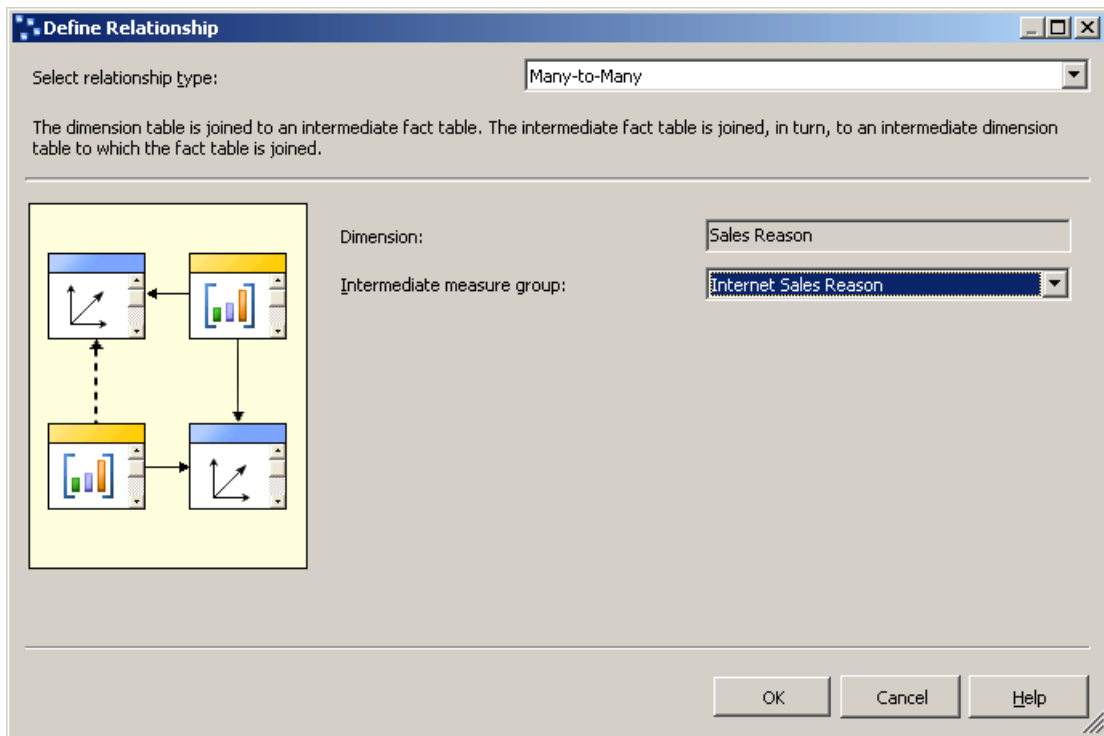 Define Relationship
Select relationship type:
Many-to-Many
The dimension table is joined to an intermediate fact table. The intermediate fact table is joined, in turn, to an intermediate dimension
table to which the fact table is joined.
Dimension:
Sales Reason
Intermediate measure group:
Internet Sales Reason
OK
Cancel
Help